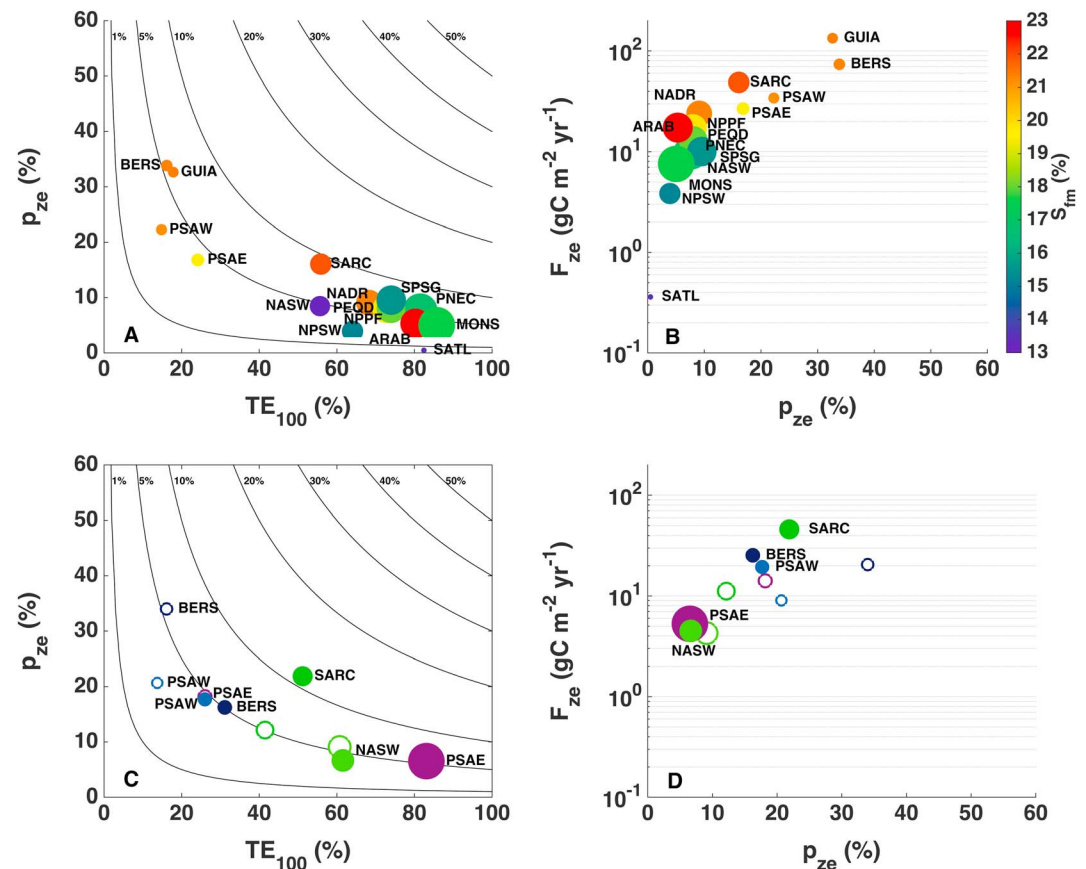 60
50
40
30
20
10
0
p_ze (%)
1%
5%
10%
20%
30%
40%
50%
BERS
GUIA
PSAW
PSAE
SARC
NASW
NADR
SPSG
PNEC
PEQD
NPPF
NPSW
MONS
ARAB
SATL
A
0
20
40
60
80
100
TE_100 (%)
10^2
10^1
10^0
10^-1
F_ze (gC m^-2 yr^-1)
GUIA
BERS
SARC
PSAW
PSAE
NADR
NPPF
ARAB
PEQD
PNEC
SPSG
NASW
MONS
NPSW
SATL
B
0
10
20
30
40
50
60
p_ze (%)
23
22
21
20
19
18
17
16
15
14
13
S_fm (%)
60
50
40
30
20
10
0
p_ze (%)
1%
5%
10%
20%
30%
40%
50%
BERS
PSAW
PSAE
PSAW
BERS
SARC
NASW
PSAE
C
0
20
40
60
80
100
TE_100 (%)
10^2
10^1
10^0
10^-1
F_ze (gC m^-2 yr^-1)
SARC
BERS
PSAW
PSAE
NASW
D
0
10
20
30
40
50
60
p_ze (%)